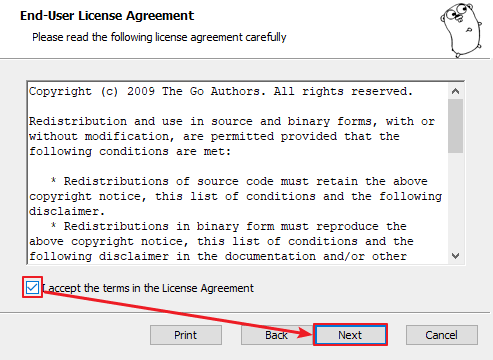 End-User License Agreement
Please read the following license agreement carefully
Copyright (c) 2009 The Go Authors. All rights reserved.
Redistribution and use in source and binary forms, with or
without modification, are permitted provided that the
following conditions are met:
* Redistributions of source code must retain the above
copyright notice, this list of conditions and the following
disclaimer.
* Redistributions in binary form must reproduce the
above copyright notice, this list of conditions and the
following disclaimer in the documentation and/or other
I accept the terms in the License Agreement
Print Back Next Cancel